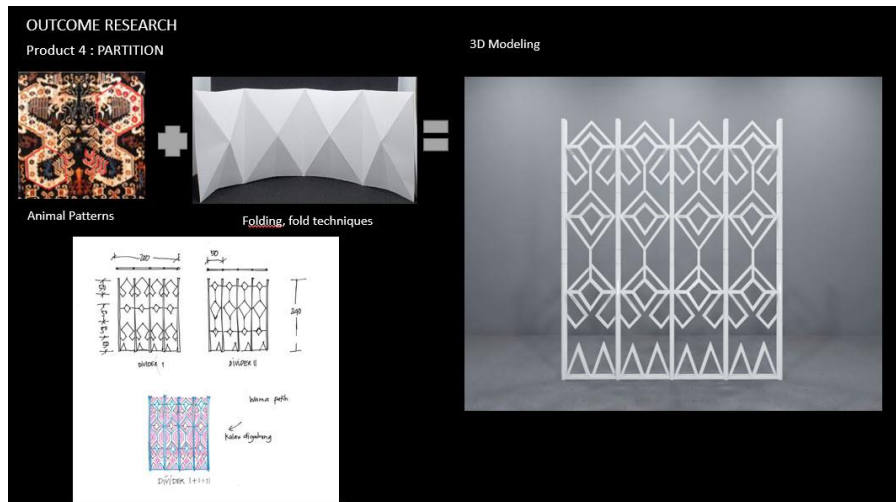 OUTCOME RESEARCH
Product 4 : PARTITION
3D Modeling
Animal Patterns
Folding, fold techniques
200
50
200
DIVIDER I
DIVIDER II
Warna putih
Kalau digabung
DIVIDER I + II